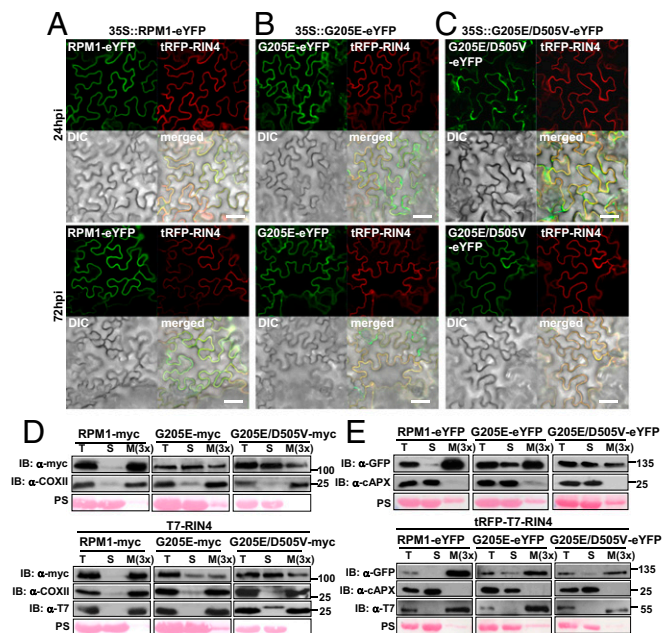 A B C
35S::RPM1-eYFP 35S::G205E-eYFP 35S::G205E/D505V-eYFP
RPM1-eYFP tRFP-RIN4 G205E-eYFP tRFP-RIN4 G205E/D505V-eYFP tRFP-RIN4
24hpi
DIC merged DIC merged DIC merged
RPM1-eYFP tRFP-RIN4 G205E-eYFP tRFP-RIN4 G205E/D505V-eYFP tRFP-RIN4
72hpi
DIC merged DIC merged DIC merged
D
RPM1-myc G205E-myc G205E/D505V-myc
T S M(3x) T S M(3x) T S M(3x)
IB: α-myc 100
IB: α-COXII 25
PS
T7-RIN4
RPM1-myc G205E-myc G205E/D505V-myc
T S M(3x) T S M(3x) T S M(3x)
IB: α-myc 100
IB: α-COXII 25
IB: α-T7 25
PS
E
RPM1-eYFP G205E-eYFP G205E/D505V-eYFP
T S M(3x) T S M(3x) T S M(3x)
IB: α-GFP 135
IB: α-cAPX 25
PS
tRFP-T7-RIN4
RPM1-eYFP G205E-eYFP G205E/D505V-eYFP
T S M(3x) T S M(3x) T S M(3x)
IB: α-GFP 135
IB: α-cAPX 25
IB: α-T7 55
PS